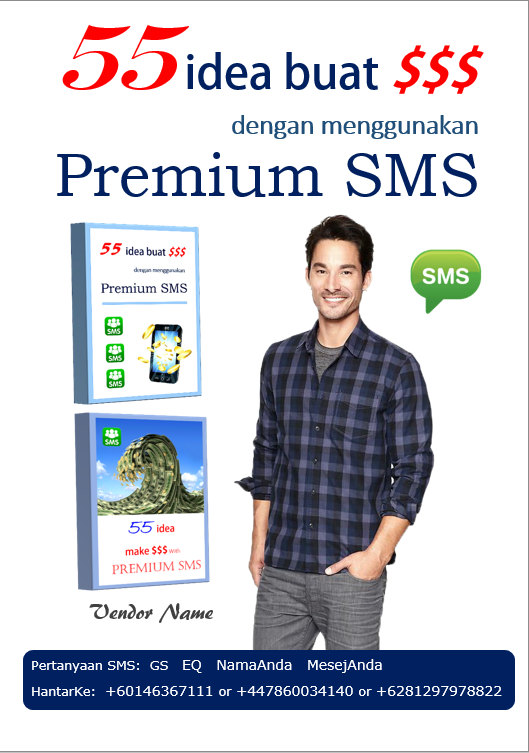 55 idea buat $$$
dengan menggunakan
Premium SMS
SMS
55 idea buat $$$
dengan menggunakan
Premium SMS
SMS
SMS
SMS
SMS
55 idea
make $$$ with
PREMIUM SMS
Vendor Name
Pertanyaan SMS: GS EQ NamaAnda MesejAnda
HantarKe: +60146367111 or +447860034140 or +6281297978822